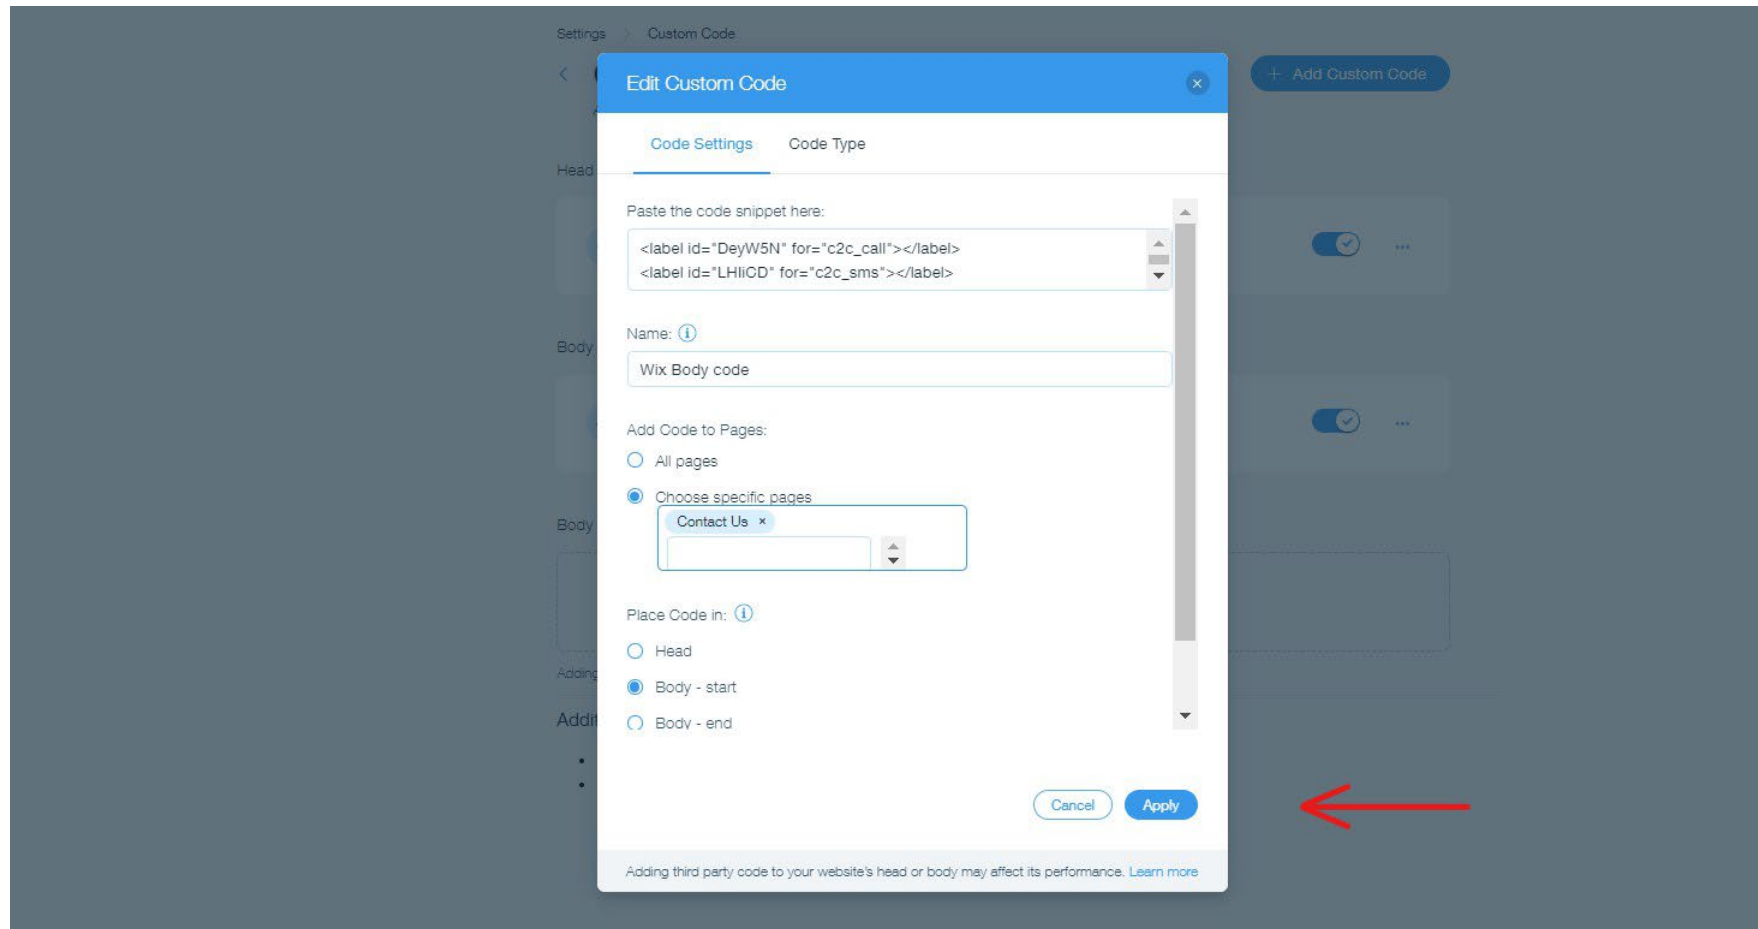 Settings > Custom Code
Edit Custom Code
+ Add Custom Code
Code Settings Code Type
Head
Paste the code snippet here:
<label id="DeyW5N" for="c2c_call"></label>
<label id="LHIiCD" for="c2c_sms"></label>
Name:
Body
Wix Body code
Add Code to Pages:
All pages
Choose specific pages
Contact Us ×
Body
Place Code in:
Head
Adding
Body - start
Addit
Body - end
Cancel Apply
Adding third party code to your website's head or body may affect its performance. Learn more